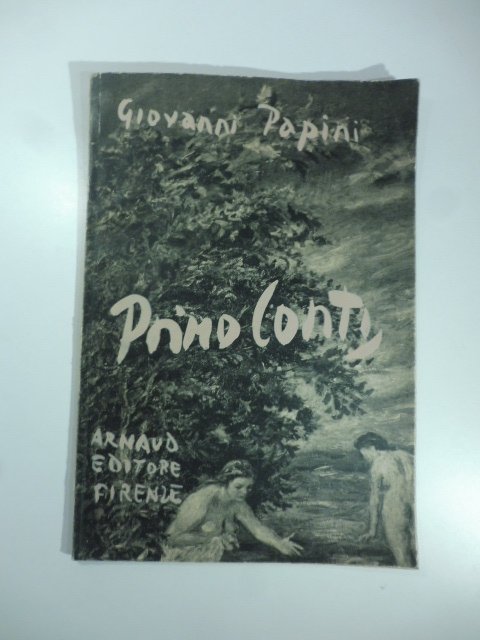 Giovanni Papini
Primo Conti
ARNAUD
EDITORE
FIRENZE